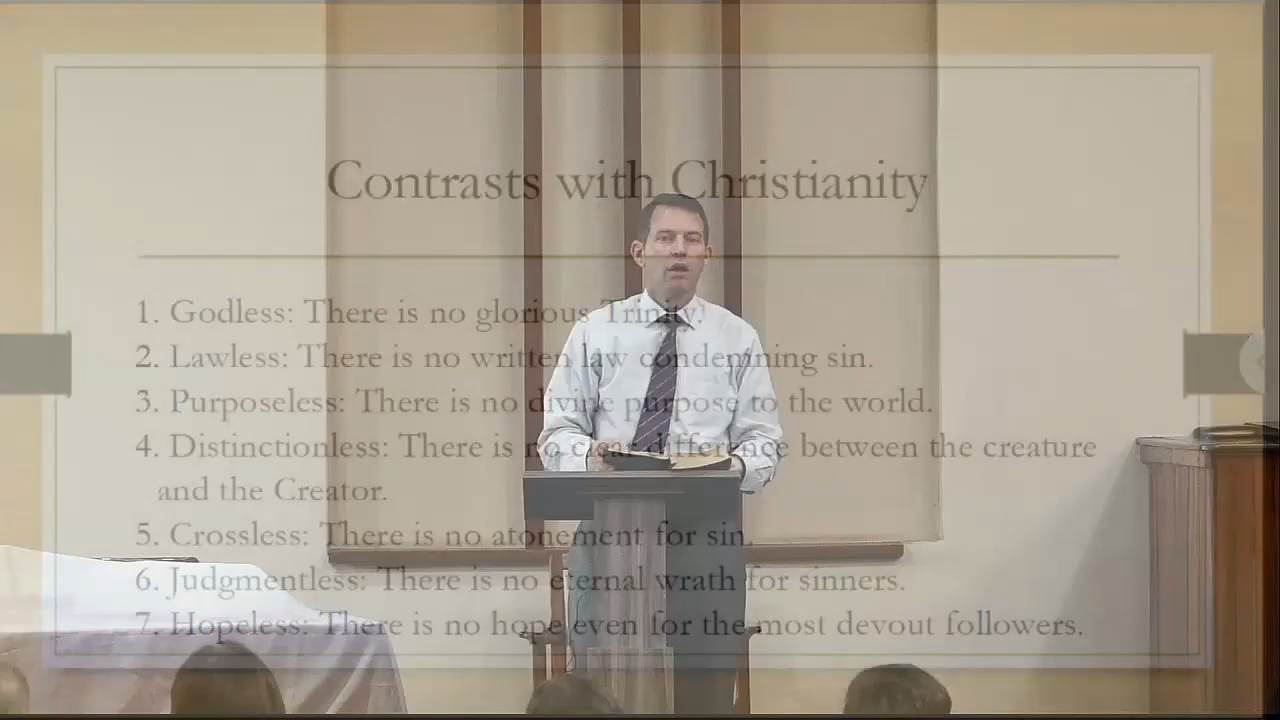 Contrasts with Christianity
1. Godless: There is no glorious Trinity.
2. Lawless: There is no written law condemning sin.
3. Purposeless: There is no divine purpose to the world.
4. Distinctionless: There is no clear difference between the creature
and the Creator.
5. Crossless: There is no atonement for sin.
6. Judgmentless: There is no eternal wrath for sinners.
7. Hopeless: There is no hope even for the most devout followers.